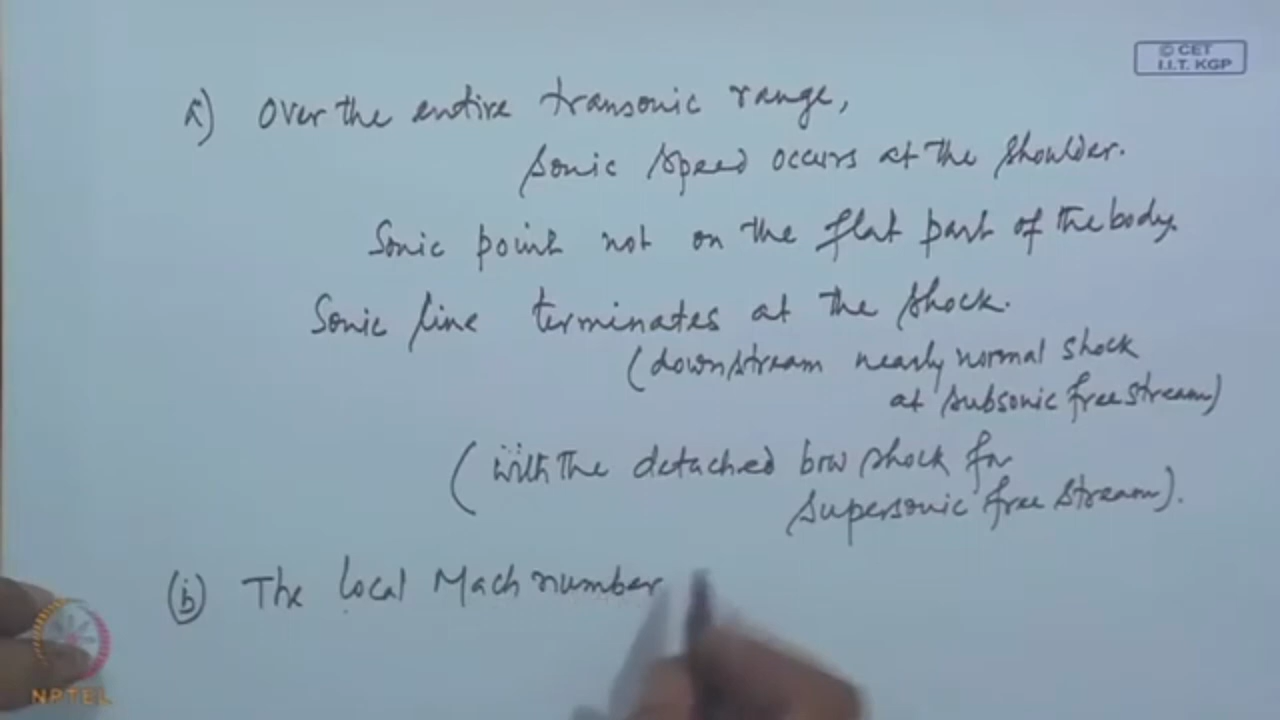 © CET
I.I.T. KGP
a) Over the entire transonic range,
sonic speed occurs at the shoulder.
Sonic point not on the flat part of the body.
Sonic line terminates at the shock.
(downstream nearly normal shock
at subsonic free stream)
(with the detached bow shock for
supersonic free stream).
(b) The local Mach number
NPTEL